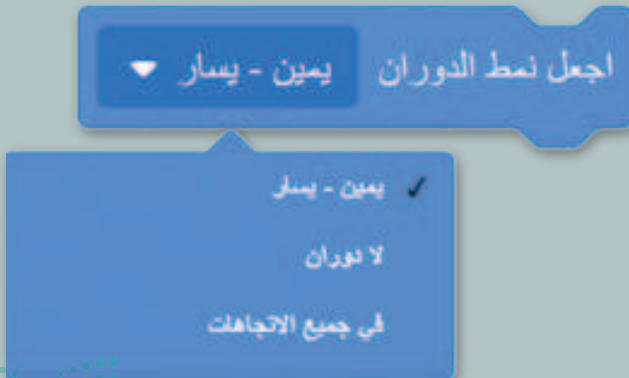 اجعل نمط الدوران يمين - يسار
يمين - يسار
لا دوران
في جميع الاتجاهات